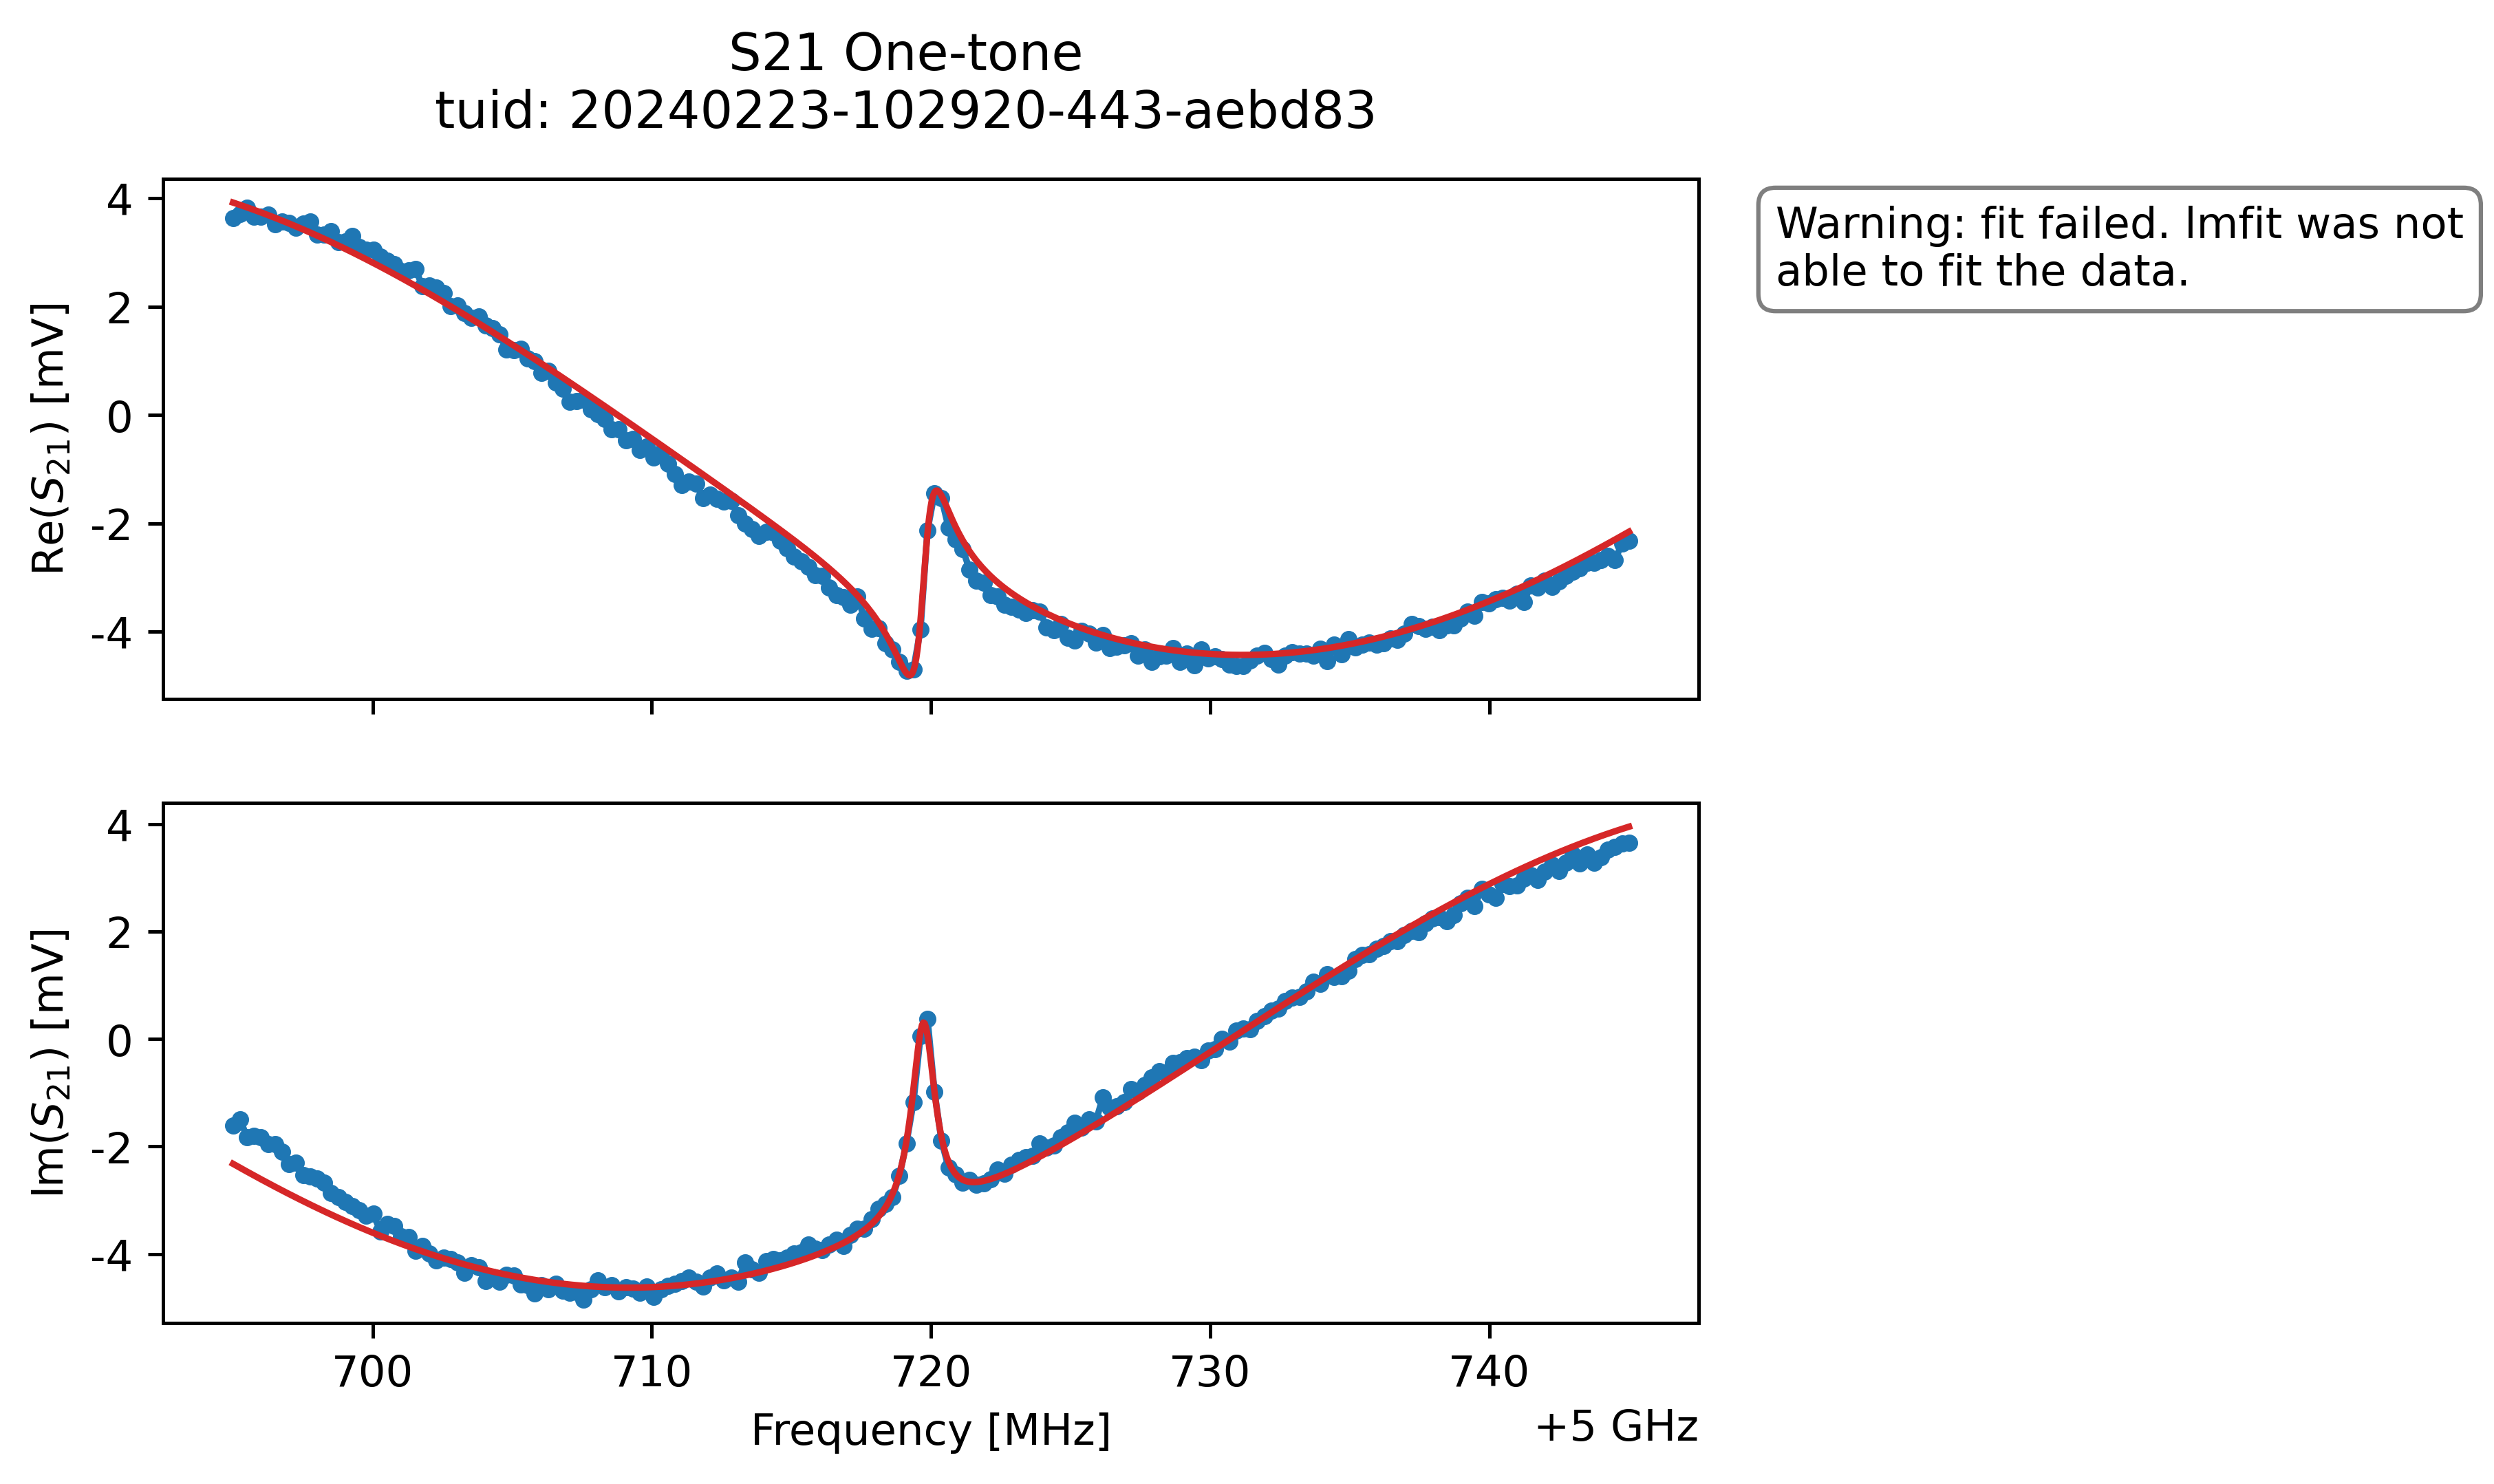 S21 One-tone
tuid: 20240223-102920-443-aebd83
4
2
0
-2
-4
Re(S₂₁) [mV]
Warning: fit failed. lmfit was not
able to fit the data.
4
2
0
-2
-4
Im(S₂₁) [mV]
700 710 720 730 740
Frequency [MHz]
+5 GHz